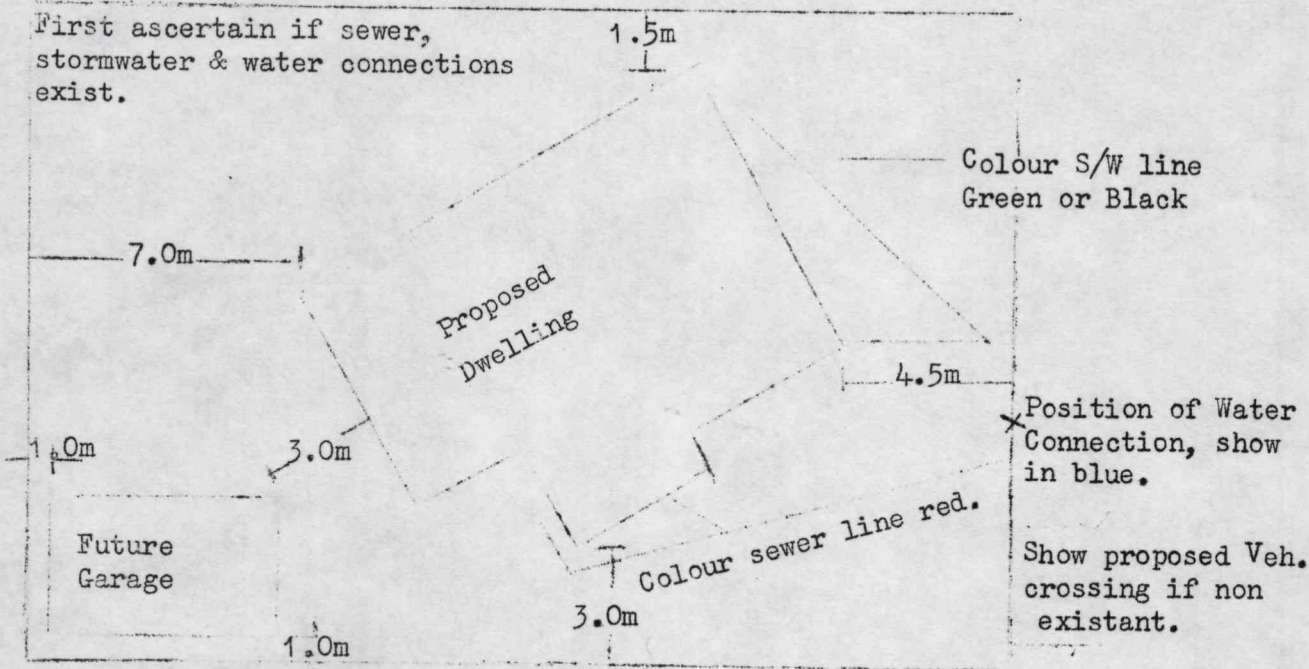 First ascertain if sewer,
stormwater & water connections
exist.
1.5m
Colour S/W line
Green or Black
7.0m
Proposed
Dwelling
4.5m
Position of Water
Connection, show
in blue.
1.0m
3.0m
Colour sewer line red.
Future
Garage
Show proposed Veh.
crossing if non
existant.
3.0m
1.0m